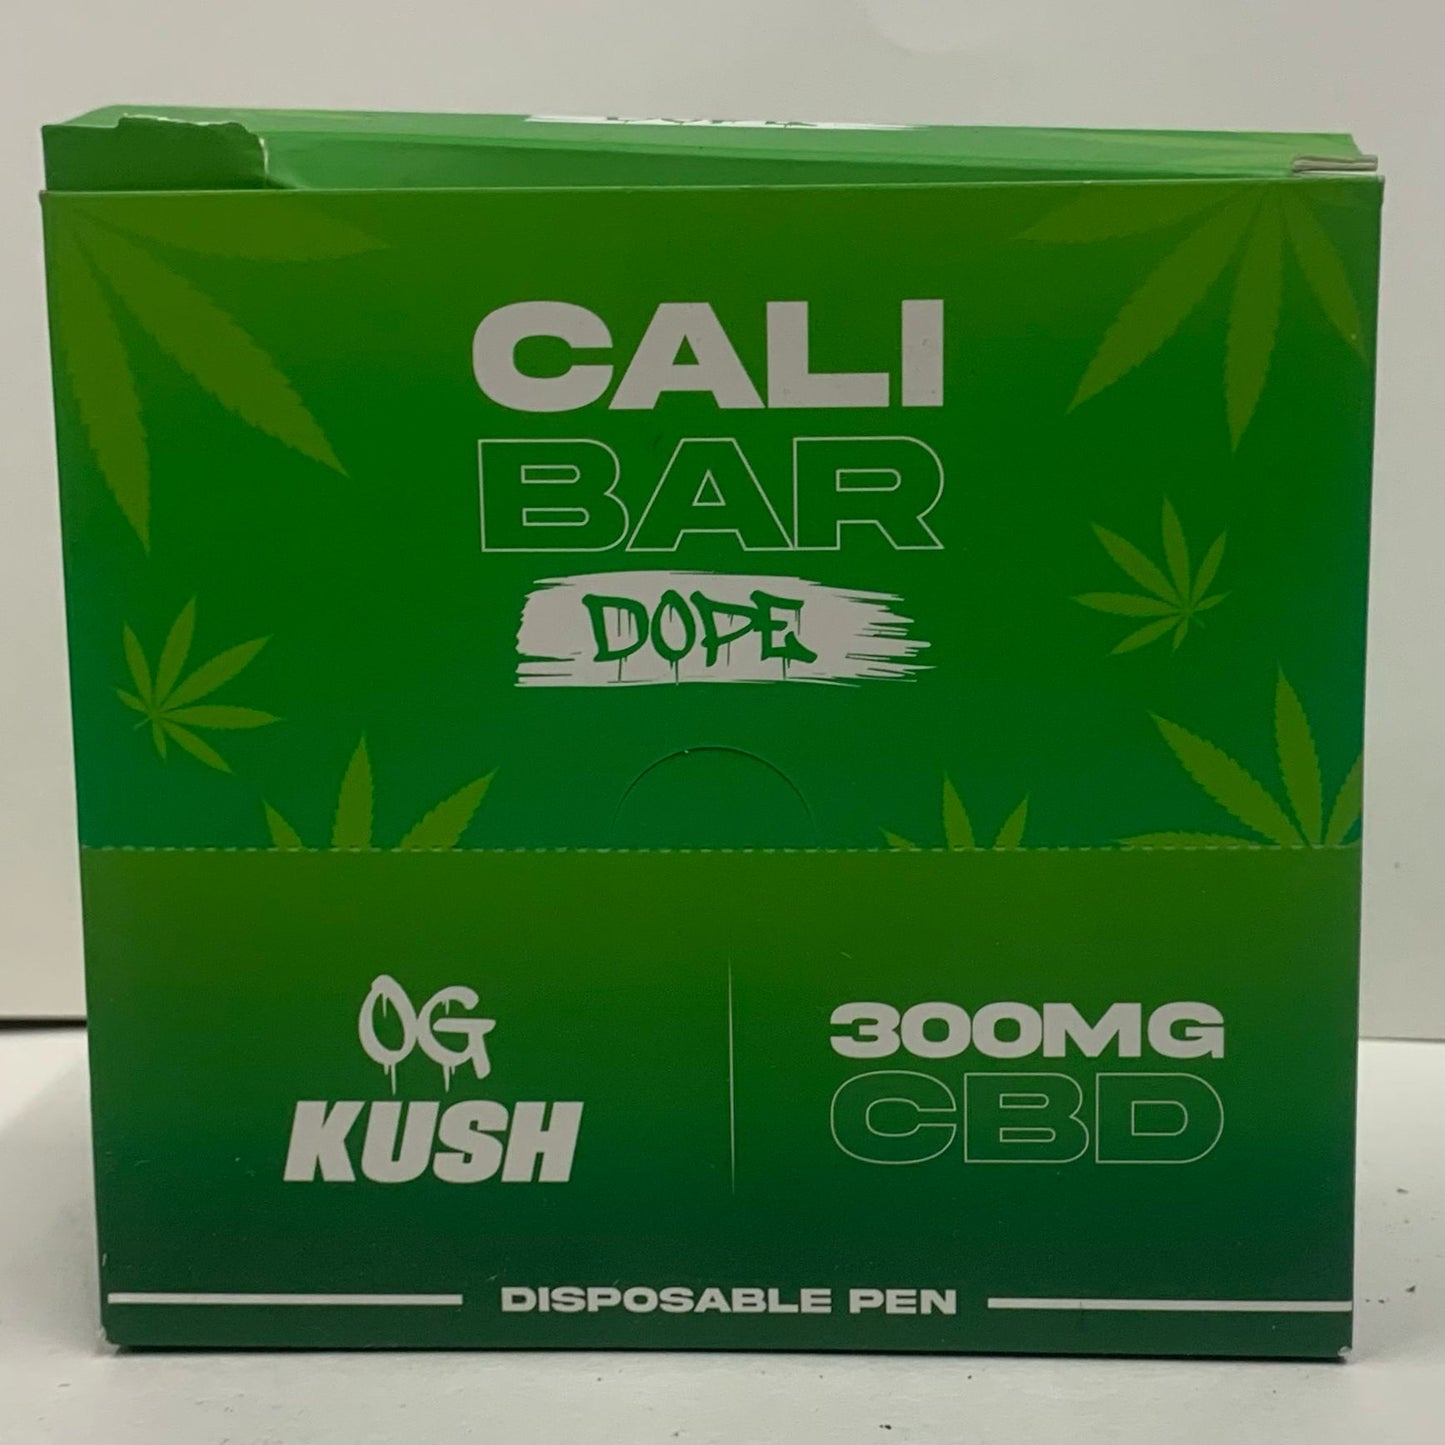 CALI
BAR
DOPE
OG
KUSH
300MG
CBD
DISPOSABLE PEN